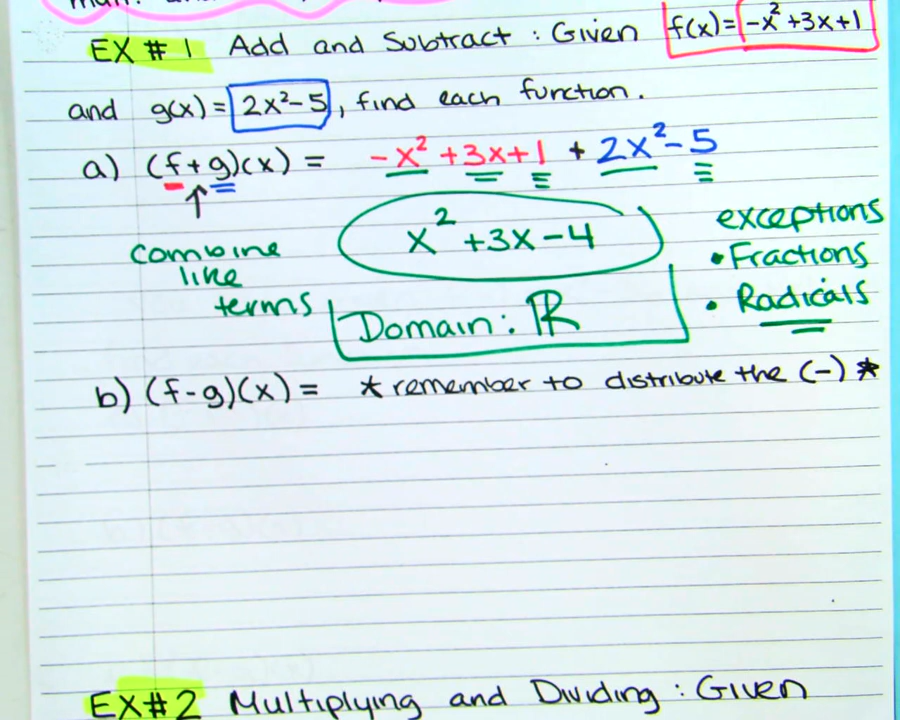 EX # 1 Add and Subtract : Given f(x)= -x² +3x+1
and g(x)= 2x²-5 , find each function.
a) (f+g)(x) = -x² +3x+1 + 2x²-5
↑
combine
like
terms
x² +3x-4
Domain: ℝ
exceptions
• Fractions
• Radicals
b) (f-g)(x) = * remember to distribute the (-) *
EX#2 Multiplying and Dividing : Given